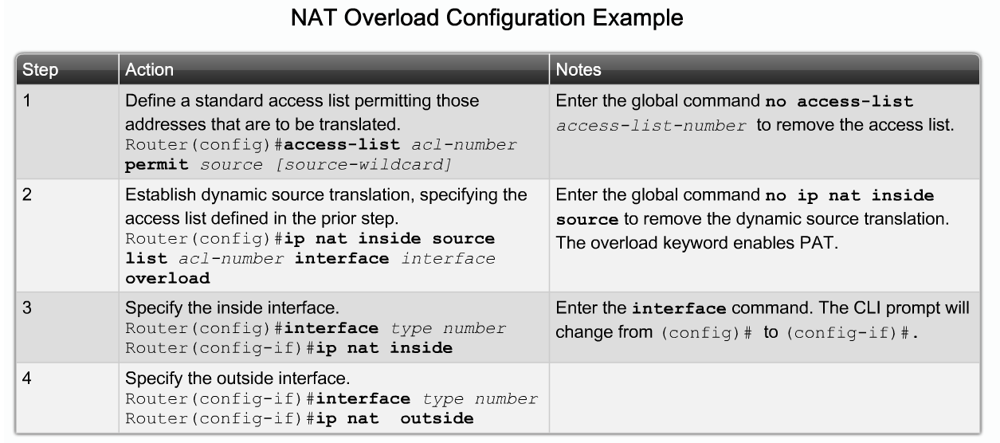 NAT Overload Configuration Example
Step
Action
Notes
1
Define a standard access list permitting those
addresses that are to be translated.
Router(config)#access-list acl-number
permit source [source-wildcard]
Enter the global command no access-list
access-list-number to remove the access list.
2
Establish dynamic source translation, specifying the
access list defined in the prior step.
Router(config)#ip nat inside source
list acl-number interface interface
overload
Enter the global command no ip nat inside
source to remove the dynamic source translation.
The overload keyword enables PAT.
3
Specify the inside interface.
Router(config)#interface type number
Router(config-if)#ip nat inside
Enter the interface command. The CLI prompt will
change from (config)# to (config-if)#.
4
Specify the outside interface.
Router(config-if)#interface type number
Router(config-if)#ip nat  outside